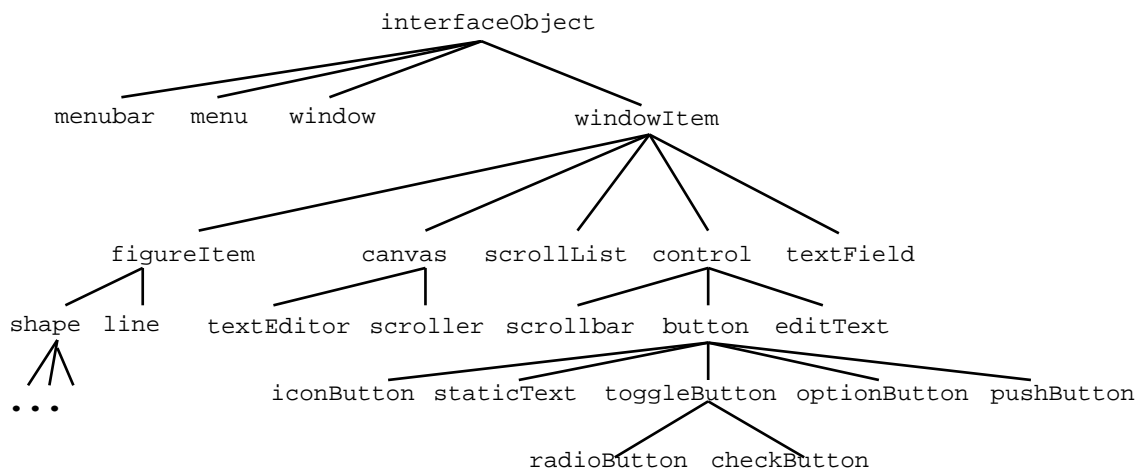 interfaceObject
menubar menu window windowItem
figureItem canvas scrollList control textField
shape line textEditor scroller scrollbar button editText
iconButton staticText toggleButton optionButton pushButton
...
radioButton checkButton